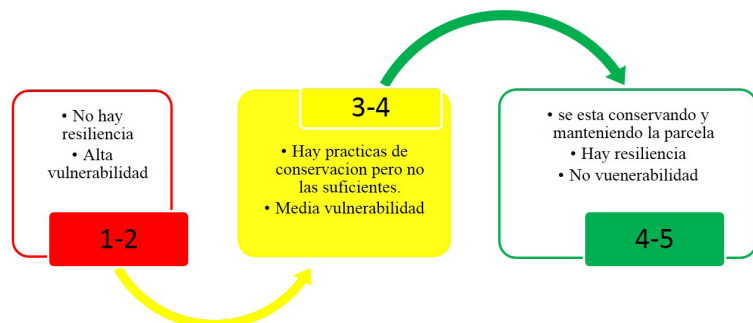 • No hay
resiliencia
• Alta
vulnerabilidad
1-2
3-4
• Hay practicas de
conservacion pero no
las suficientes.
• Media vulnerabilidad
• se esta conservando y
manteniendo la parcela
• Hay resiliencia
• No vuenerabilidad
4-5